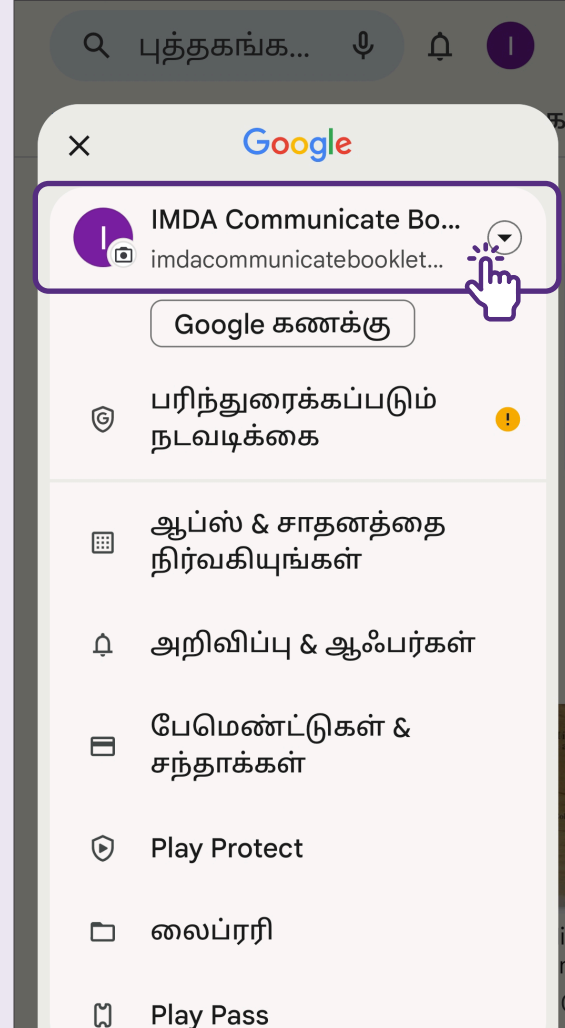 புத்தகங்க...
I
Google
I
IMDA Communicate Bo...
imdacommunicatebooklet...
Google கணக்கு
பரிந்துரைக்கப்படும்
நடவடிக்கை
ஆப்ஸ் & சாதனத்தை
நிர்வகியுங்கள்
அறிவிப்பு & ஆஃபர்கள்
பேமெண்ட்டுகள் &
சந்தாக்கள்
Play Protect
லைப்ரரி
Play Pass